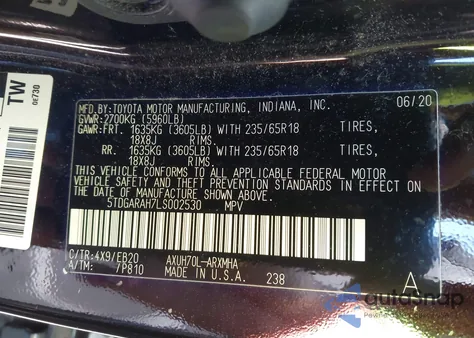 TW
0E730
MFD.BY:TOYOTA MOTOR MANUFACTURING, INDIANA, INC. 06/20
GVWR:2700KG (5960LB)
GAWR:FRT. 1635KG (3605LB) WITH 235/65R18 TIRES,
18X8J RIMS.
RR. 1635KG (3605LB) WITH 235/65R18 TIRES,
18X8J RIMS.
THIS VEHICLE CONFORMS TO ALL APPLICABLE FEDERAL MOTOR
VEHICLE SAFETY AND THEFT PREVENTION STANDARDS IN EFFECT ON
THE DATE OF MANUFACTURE SHOWN ABOVE.
5TDGARAH7LS002530 MPV
C/TR:4X9/EB20 AXUH70L-ARXMHA
A/TM: -/P810 MADE IN U.S.A. 238 A
autosnap